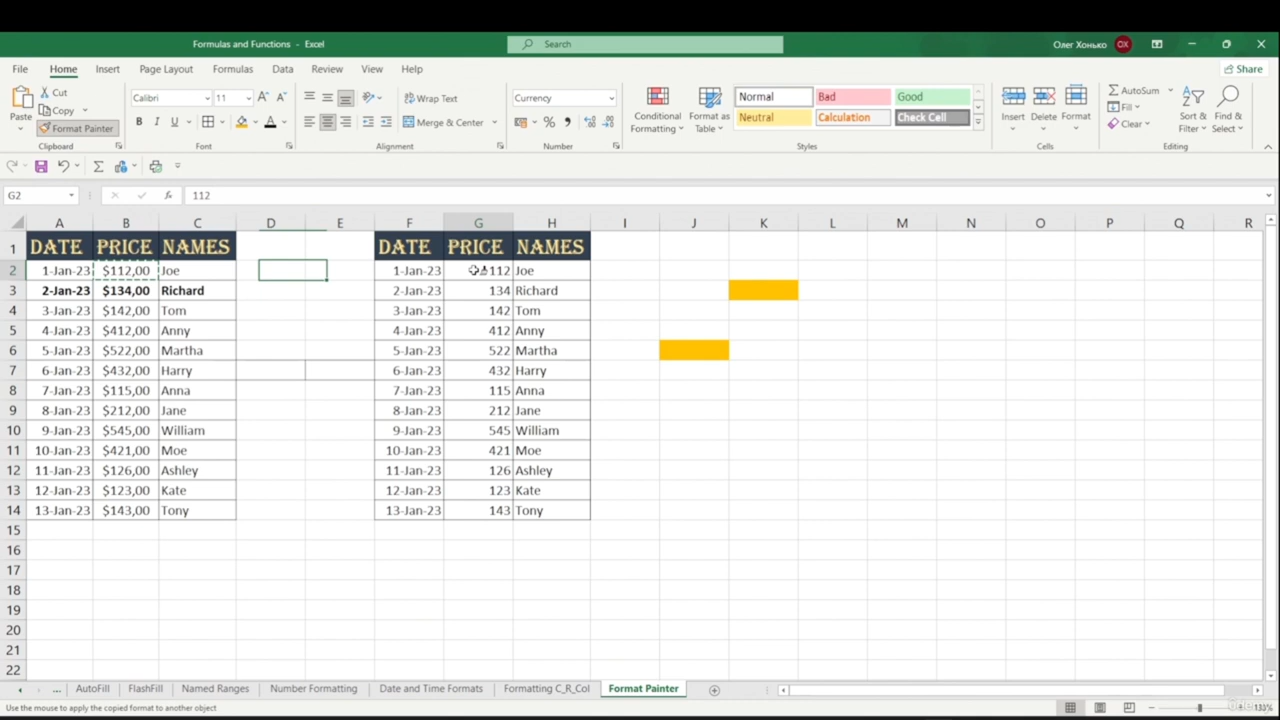 Formulas and Functions - Excel
Search
Олег Хонько
ОХ
File Home Insert Page Layout Formulas Data Review View Help
Share
Paste
Cut
Copy
Format Painter
Clipboard
Calibri 11
B I U
Font
Wrap Text
Merge & Center
Alignment
Currency
Number
Conditional Formatting
Format as Table
Normal Bad Good
Neutral Calculation Check Cell
Styles
Insert Delete Format
Cells
AutoSum
Fill
Clear
Sort & Filter
Find & Select
Editing
G2 fx 112
A B C D E F G H I J K L M N O P Q R
1 DATE PRICE NAMES DATE PRICE NAMES
2 1-Jan-23 $112,00 Joe 1-Jan-23 112 Joe
3 2-Jan-23 $134,00 Richard 2-Jan-23 134 Richard
4 3-Jan-23 $142,00 Tom 3-Jan-23 142 Tom
5 4-Jan-23 $412,00 Anny 4-Jan-23 412 Anny
6 5-Jan-23 $522,00 Martha 5-Jan-23 522 Martha
7 6-Jan-23 $432,00 Harry 6-Jan-23 432 Harry
8 7-Jan-23 $115,00 Anna 7-Jan-23 115 Anna
9 8-Jan-23 $212,00 Jane 8-Jan-23 212 Jane
10 9-Jan-23 $545,00 William 9-Jan-23 545 William
11 10-Jan-23 $421,00 Moe 10-Jan-23 421 Moe
12 11-Jan-23 $126,00 Ashley 11-Jan-23 126 Ashley
13 12-Jan-23 $123,00 Kate 12-Jan-23 123 Kate
14 13-Jan-23 $143,00 Tony 13-Jan-23 143 Tony
15
16
17
18
19
20
21
22
... AutoFill FlashFill Named Ranges Number Formatting Date and Time Formats Formatting C_R_Col Format Painter
Use the mouse to apply the copied format to another object